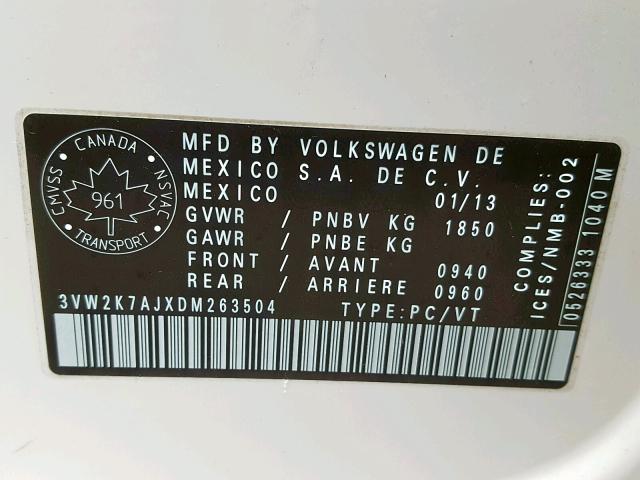 CANADA
CMVSS
NSVAC
961
TRANSPORT
MFD BY VOLKSWAGEN DE
MEXICO S.A. DE C.V.
MEXICO 01/13
GVWR / PNBV KG 1850
GAWR / PNBE KG
FRONT / AVANT 0940
REAR / ARRIERE 0960
3VW2K7AJXDM263504 TYPE:PC/VT
COMPLIES:
ICES/NMB-002
0526333 1040 M